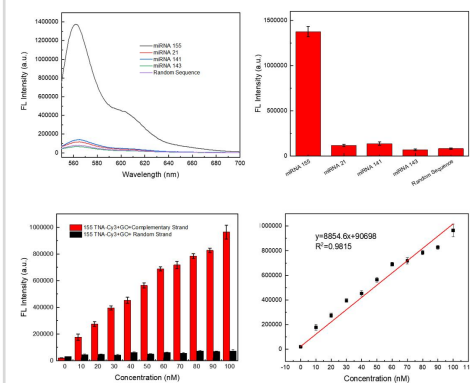 1400000
1200000
1000000
800000
600000
400000
200000
0
FL Intensity (a.u.)
miRNA 155
miRNA 21
miRNA 141
miRNA 143
Random Sequence
560 580 600 620 640 660 680 700
Wavelength (nm)
1500000
1000000
500000
0
FL Intensity (a.u.)
miRNA 155
miRNA 21
miRNA 141
miRNA 143
Random Sequence
155 TNA-Cy3+GO+Complementary Strand
155 TNA-Cy3+GO+ Random Strand
1000000
800000
600000
400000
200000
0
FL Intensity (a.u.)
0 10 20 30 40 50 60 70 80 90 100
Concentration (nM)
y=8854.6x+90698
R²=0.9815
1000000
800000
600000
400000
200000
0
FL Intensity (a.u.)
-10 0 10 20 30 40 50 60 70 80 90 100 11
Concentration (nM)